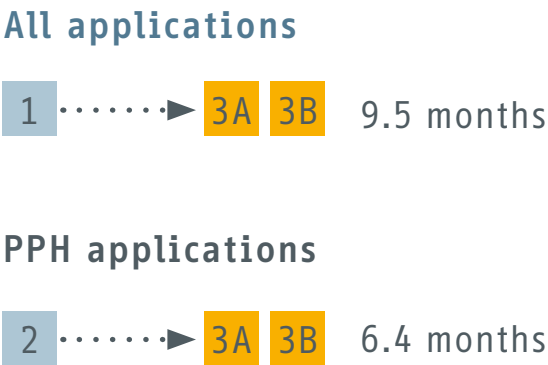 All applications
1 3A 3B 9.5 months
PPH applications
2 3A 3B 6.4 months